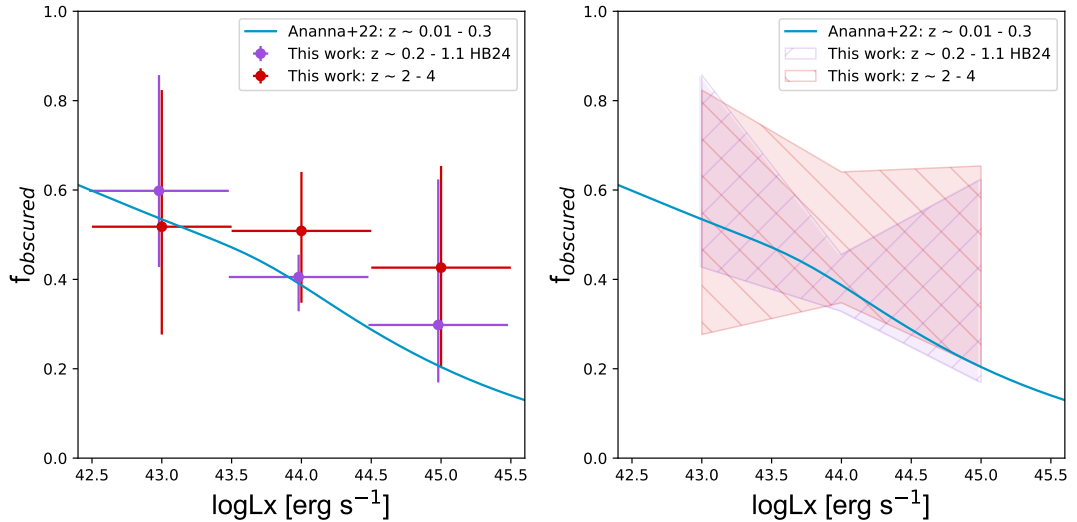 Ananna+22: z ~ 0.01 - 0.3
This work: z ~ 0.2 - 1.1 HB24
This work: z ~ 2 - 4
1.0
0.8
0.6
0.4
0.2
0.0
f_obscured
42.5 43.0 43.5 44.0 44.5 45.0 45.5
logLx [erg s⁻¹]
Ananna+22: z ~ 0.01 - 0.3
This work: z ~ 0.2 - 1.1 HB24
This work: z ~ 2 - 4
1.0
0.8
0.6
0.4
0.2
0.0
f_obscured
42.5 43.0 43.5 44.0 44.5 45.0 45.5
logLx [erg s⁻¹]